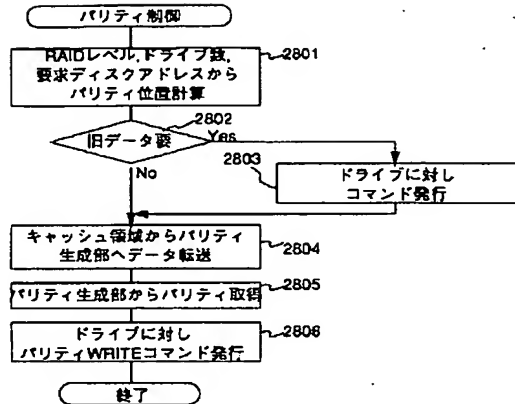 パリティ制御
RAIDレベル,ドライブ数,
要求ディスクアドレスから
パリティ位置計算
2801
2802
旧データ要
Yes
No
2803
ドライブに対し
コマンド発行
キャッシュ領域からパリティ
生成部へデータ転送
2804
パリティ生成部からパリティ取得
2805
ドライブに対し
パリティWRITEコマンド発行
2806
終了